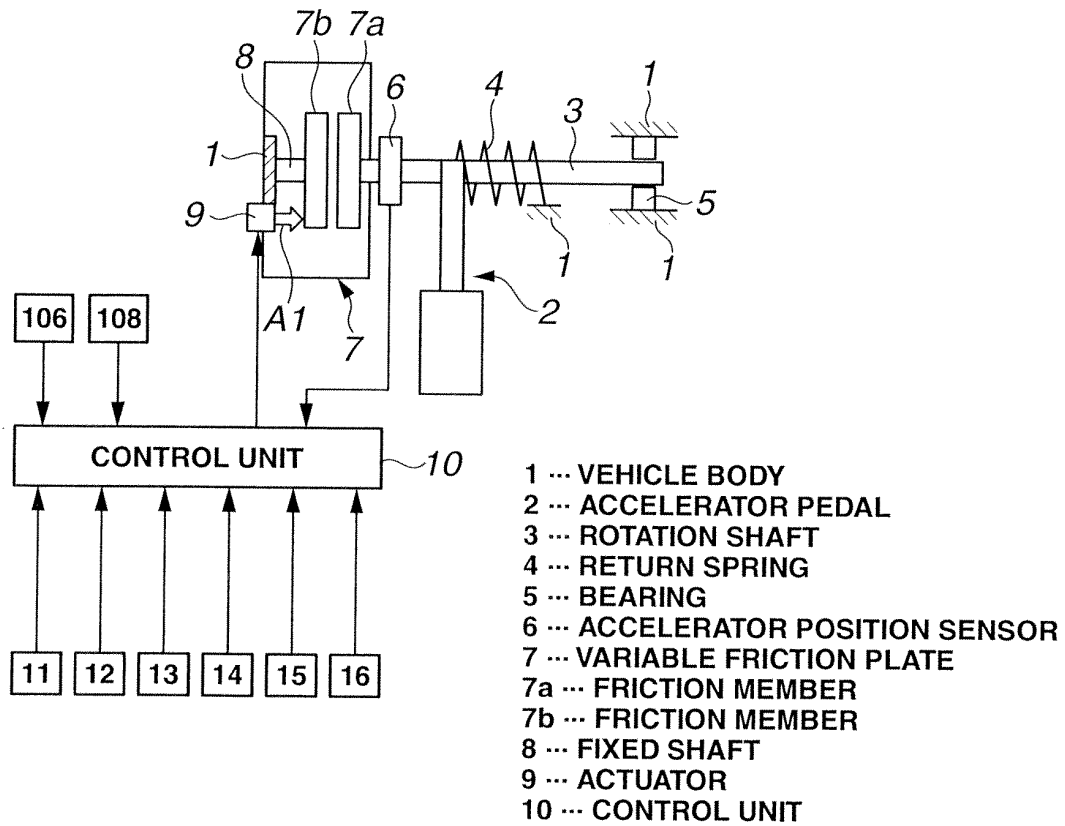 7b 7a
8
6
4
1
3
1
9
5
1
1
A1
7
2
106 108
CONTROL UNIT
10
11 12 13 14 15 16
1 ··· VEHICLE BODY
2 ··· ACCELERATOR PEDAL
3 ··· ROTATION SHAFT
4 ··· RETURN SPRING
5 ··· BEARING
6 ··· ACCELERATOR POSITION SENSOR
7 ··· VARIABLE FRICTION PLATE
7a ··· FRICTION MEMBER
7b ··· FRICTION MEMBER
8 ··· FIXED SHAFT
9 ··· ACTUATOR
10 ··· CONTROL UNIT